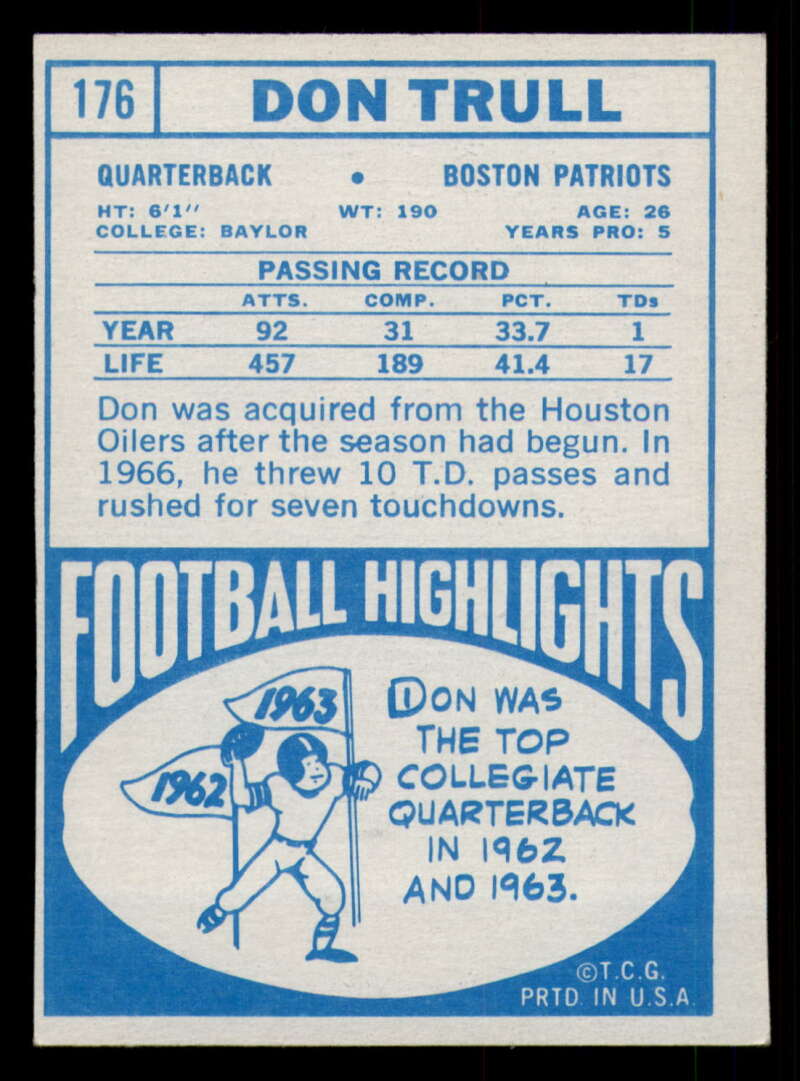 176 DON TRULL
QUARTERBACK • BOSTON PATRIOTS
HT: 6'1" WT: 190 AGE: 26
COLLEGE: BAYLOR YEARS PRO: 5
PASSING RECORD
ATTS. COMP. PCT. TDs
YEAR 92 31 33.7 1
LIFE 457 189 41.4 17
Don was acquired from the Houston
Oilers after the season had begun. In
1966, he threw 10 T.D. passes and
rushed for seven touchdowns.
FOOTBALL HIGHLIGHTS
1963
1962
DON WAS
THE TOP
COLLEGIATE
QUARTERBACK
IN 1962
AND 1963.
©T.C.G.
PRTD. IN U.S.A.